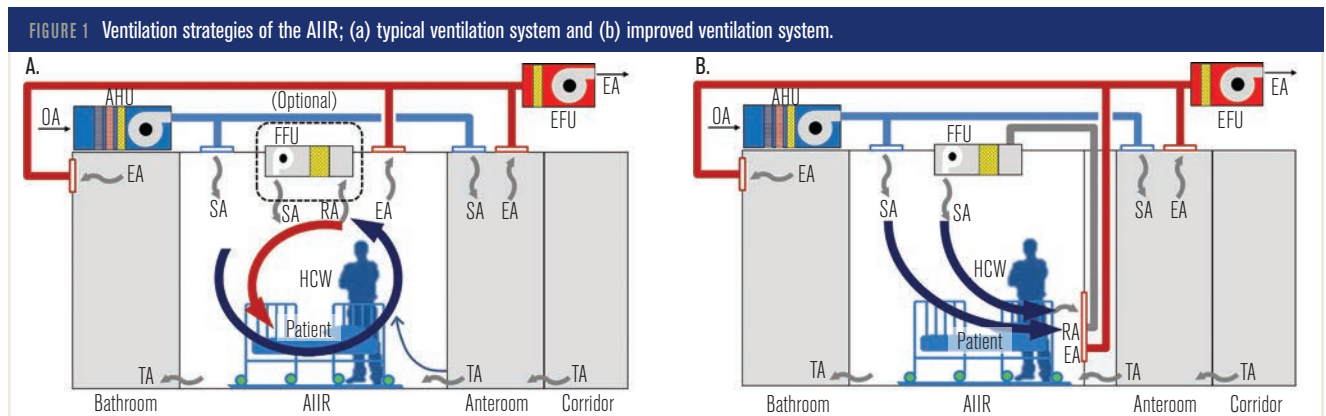 FIGURE 1 Ventilation strategies of the AIIR; (a) typical ventilation system and (b) improved ventilation system.
A.
EA
(Optional)
AHU
OA
EFU
FFU
EA
SA
SA
RA
EA
SA
EA
HCW
Patient
TA
TA
TA
Bathroom
AIIR
Anteroom
Corridor
B.
EA
AHU
OA
EFU
FFU
EA
SA
SA
SA
EA
HCW
Patient
RA
EA
TA
TA
TA
Bathroom
AIIR
Anteroom
Corridor